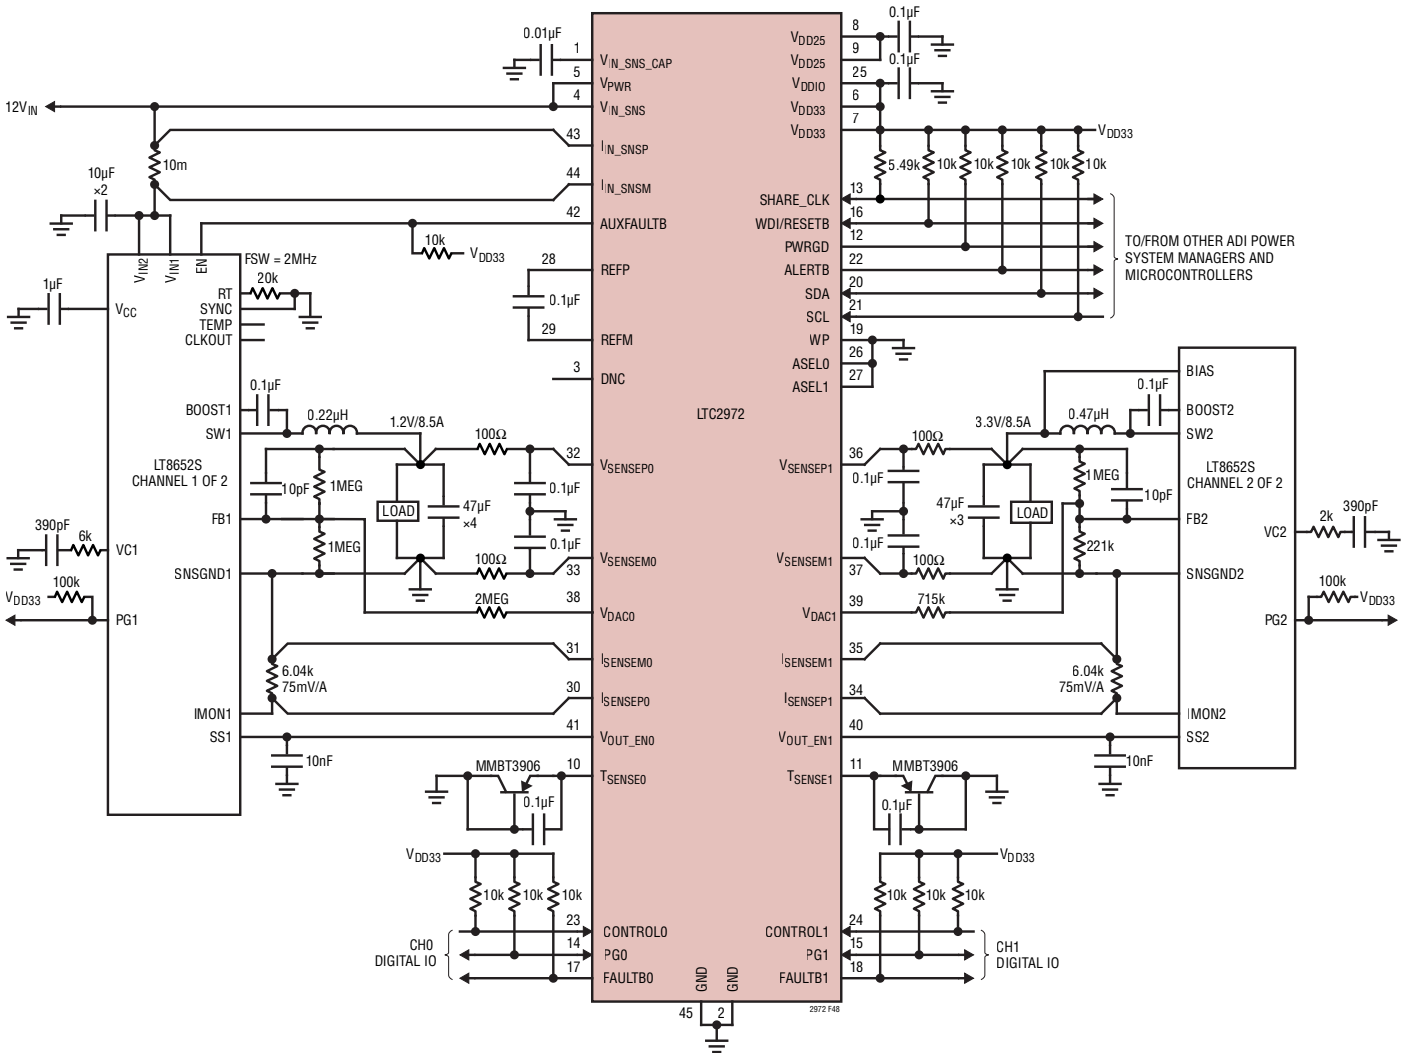 0.1µF
0.01µF
8
VDD25
9
VDD25
0.1µF
1
VIN_SNS_CAP
5
VPWR
4
VIN_SNS
12VIN
25
VDDIO
6
VDD33
7
VDD33
VDD33
43
IIN_SNSP
10m
44
IIN_SNSM
10µF
×2
42
AUXFAULTB
10k
VDD33
5.49k
10k
10k
10k
10k
10k
13
SHARE_CLK
16
WDI/RESETB
12
PWRGD
22
ALERTB
20
SDA
21
SCL
TO/FROM OTHER ADI POWER
SYSTEM MANAGERS AND
MICROCONTROLLERS
19
WP
26
ASEL0
27
ASEL1
28
REFP
0.1µF
29
REFM
3
DNC
LTC2972
VIN2
VIN1
EN
FSW = 2MHz
20k
RT
SYNC
TEMP
CLKOUT
1µF
VCC
0.1µF
BOOST1
0.22µH
1.2V/8.5A
SW1
LT8652S
CHANNEL 1 OF 2
10pF
1MEG
FB1
1MEG
LOAD
47µF
×4
100Ω
0.1µF
0.1µF
100Ω
32
VSENSEP0
VSENSEM0
33
390pF
6k
VC1
SNSGND1
100k
VDD33
PG1
2MEG
38
VDAC0
31
ISENSEM0
6.04k
75mV/A
30
ISENSEP0
IMON1
41
VOUT_EN0
SS1
10nF
MMBT3906
10
TSENSE0
0.1µF
VDD33
10k
10k
10k
23
CONTROL0
14
PG0
17
FAULTB0
CH0
DIGITAL IO
BIAS
0.1µF
BOOST2
3.3V/8.5A
0.47µH
SW2
LT8652S
CHANNEL 2 OF 2
36
VSENSEP1
100Ω
0.1µF
0.1µF
100Ω
VSENSEM1
37
47µF
×3
LOAD
1MEG
10pF
FB2
221k
SNSGND2
VC2
2k
390pF
100k
VDD33
PG2
39
VDAC1
715k
35
ISENSEM1
6.04k
75mV/A
34
ISENSEP1
IMON2
40
VOUT_EN1
SS2
10nF
11
TSENSE1
MMBT3906
0.1µF
VDD33
10k
10k
10k
24
CONTROL1
15
PG1
18
FAULTB1
CH1
DIGITAL IO
GND
GND
45
2
2972 F48